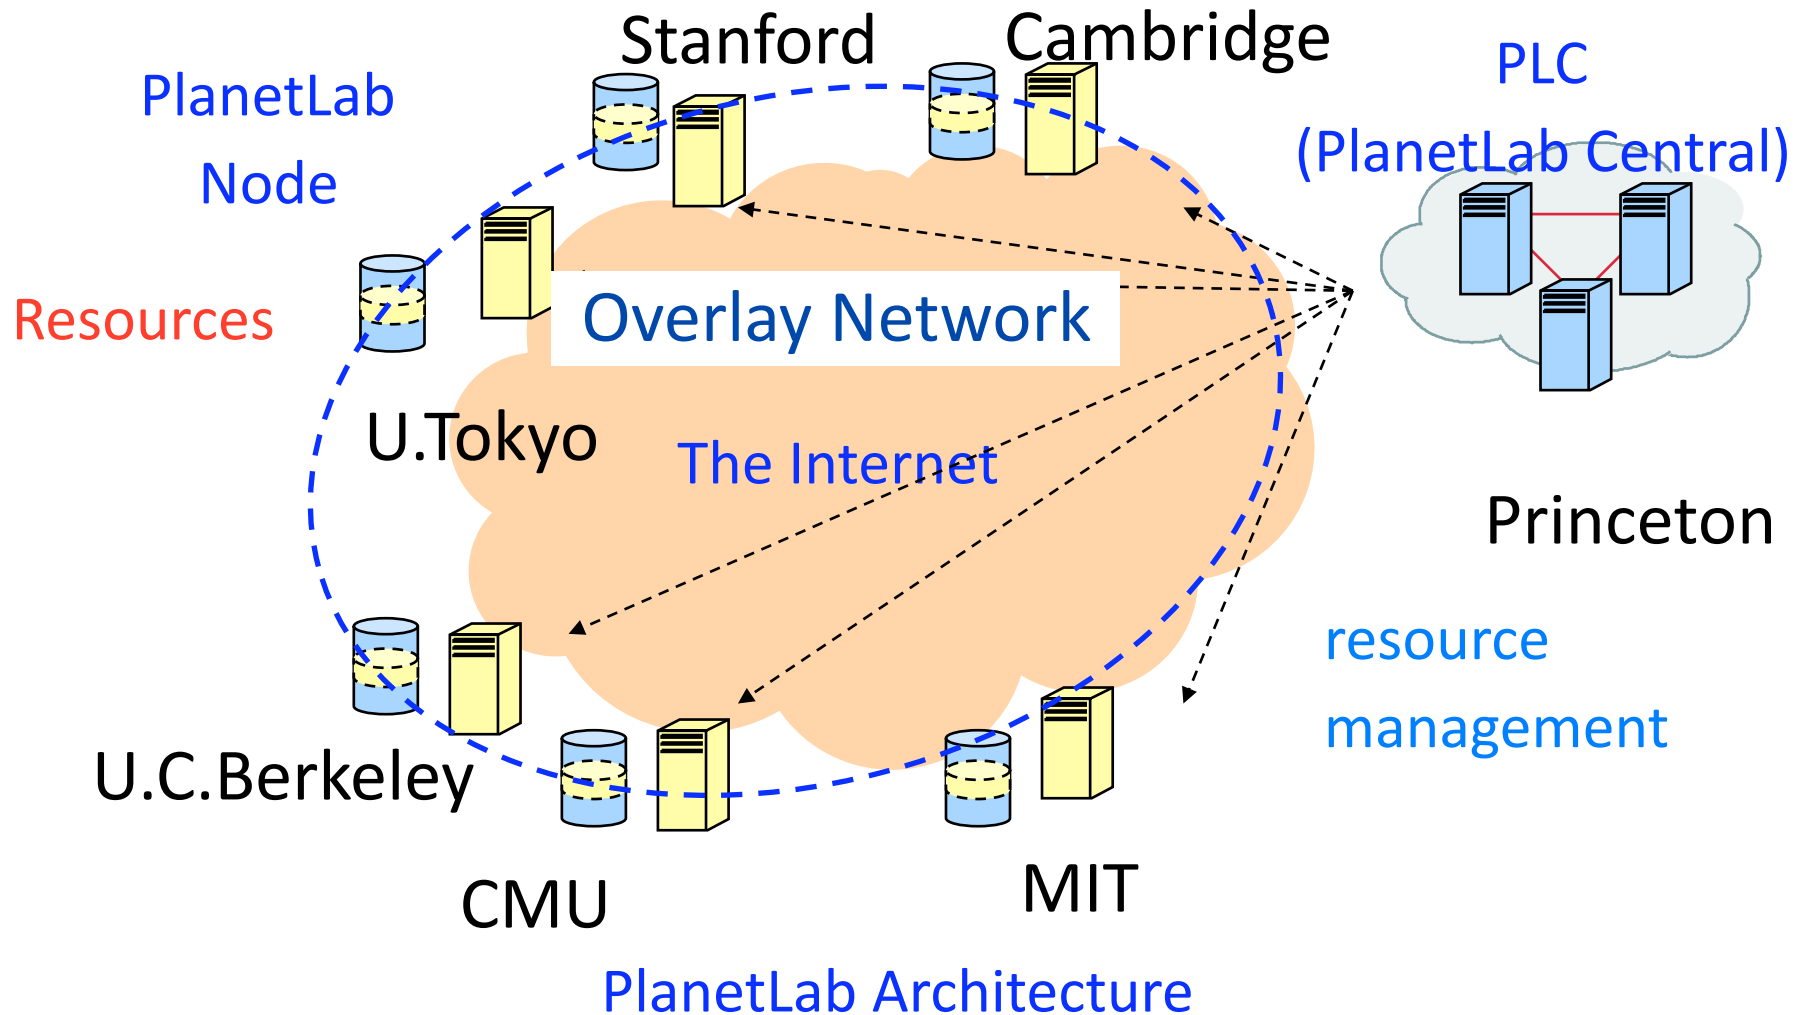 Stanford
Cambridge
PLC
(PlanetLab Central)
PlanetLab
Node
Resources
Overlay Network
U.Tokyo
The Internet
Princeton
resource
management
U.C.Berkeley
CMU
MIT
PlanetLab Architecture